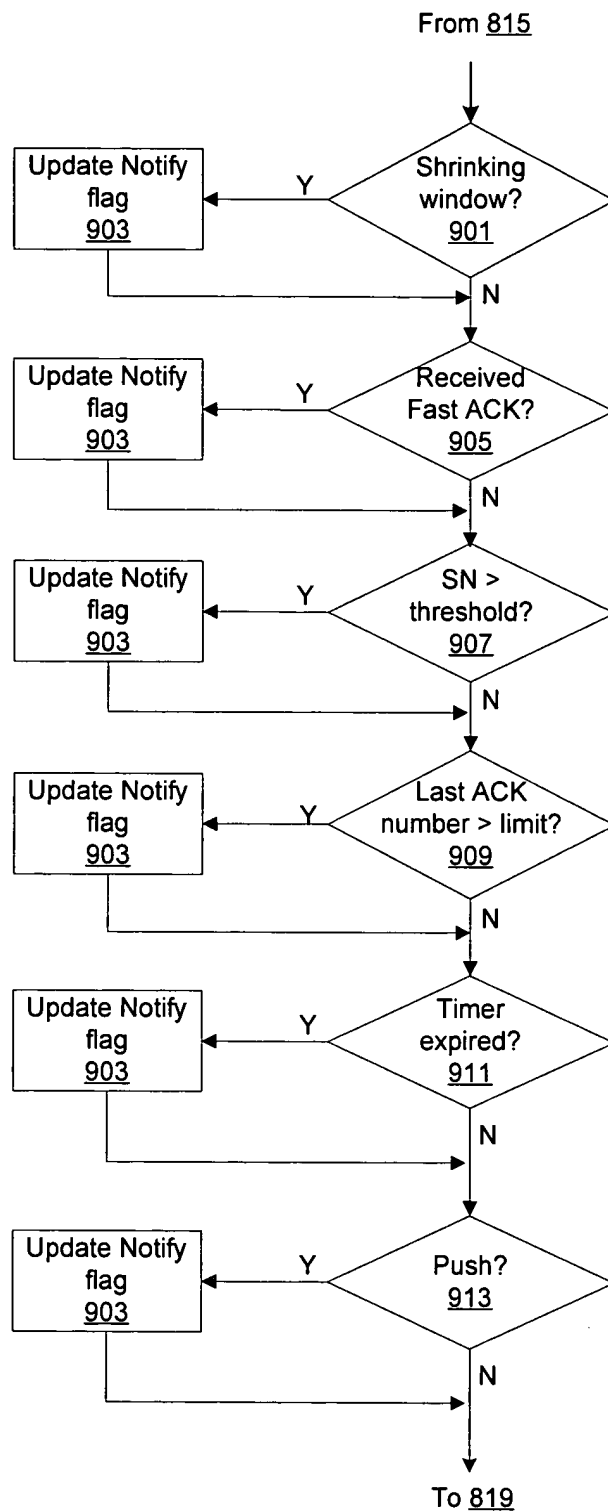 From 815
Shrinking
window?
901
Y
Update Notify
flag
903
N
Received
Fast ACK?
905
Y
Update Notify
flag
903
N
SN >
threshold?
907
Y
Update Notify
flag
903
N
Last ACK
number > limit?
909
Y
Update Notify
flag
903
N
Timer
expired?
911
Y
Update Notify
flag
903
N
Push?
913
Y
Update Notify
flag
903
N
To 819